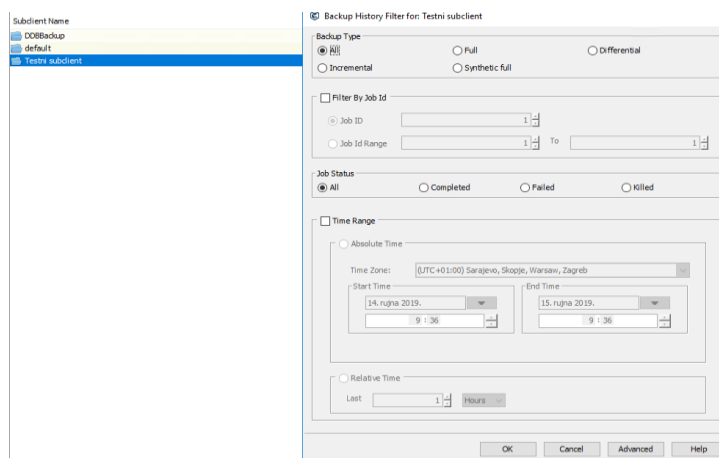 Subclient Name
DDBBackup
default
Testni subclient
Backup History Filter for: Testni subclient
Backup Type
All Full Differential
Incremental Synthetic full
Filter By Job Id
Job ID 1
Job Id Range 1 To 1
Job Status
All Completed Failed Killed
Time Range
Absolute Time
Time Zone: (UTC+01:00) Sarajevo, Skopje, Warsaw, Zagreb
Start Time End Time
14. rujna 2019. 15. rujna 2019.
9 : 36 9 : 36
Relative Time
Last 1 Hours
OK Cancel Advanced Help